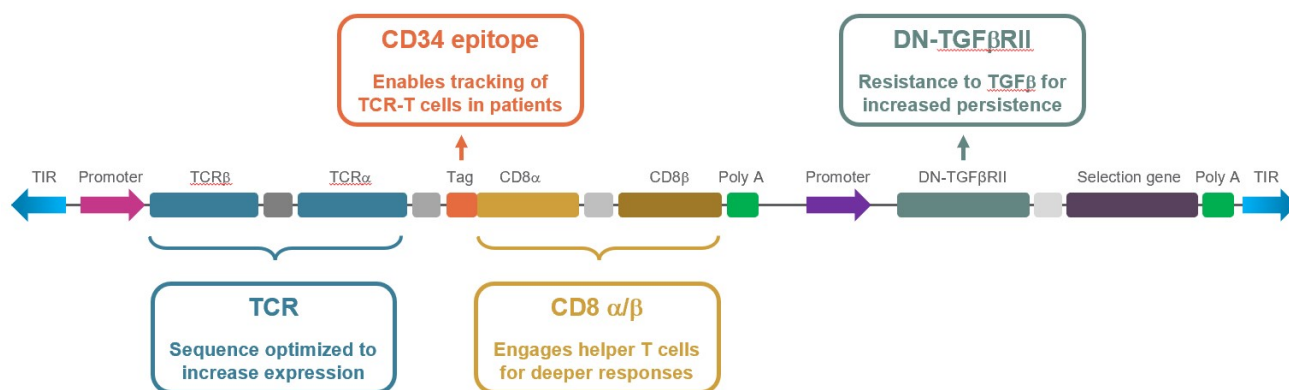 CD34 epitope
Enables tracking of
TCR-T cells in patients
DN-TGFβRII
Resistance to TGFβ for
increased persistence
TIR Promoter TCRβ TCRα Tag CD8α CD8β Poly A Promoter DN-TGFβRII Selection gene Poly A TIR
TCR
Sequence optimized to
increase expression
CD8 α/β
Engages helper T cells
for deeper responses